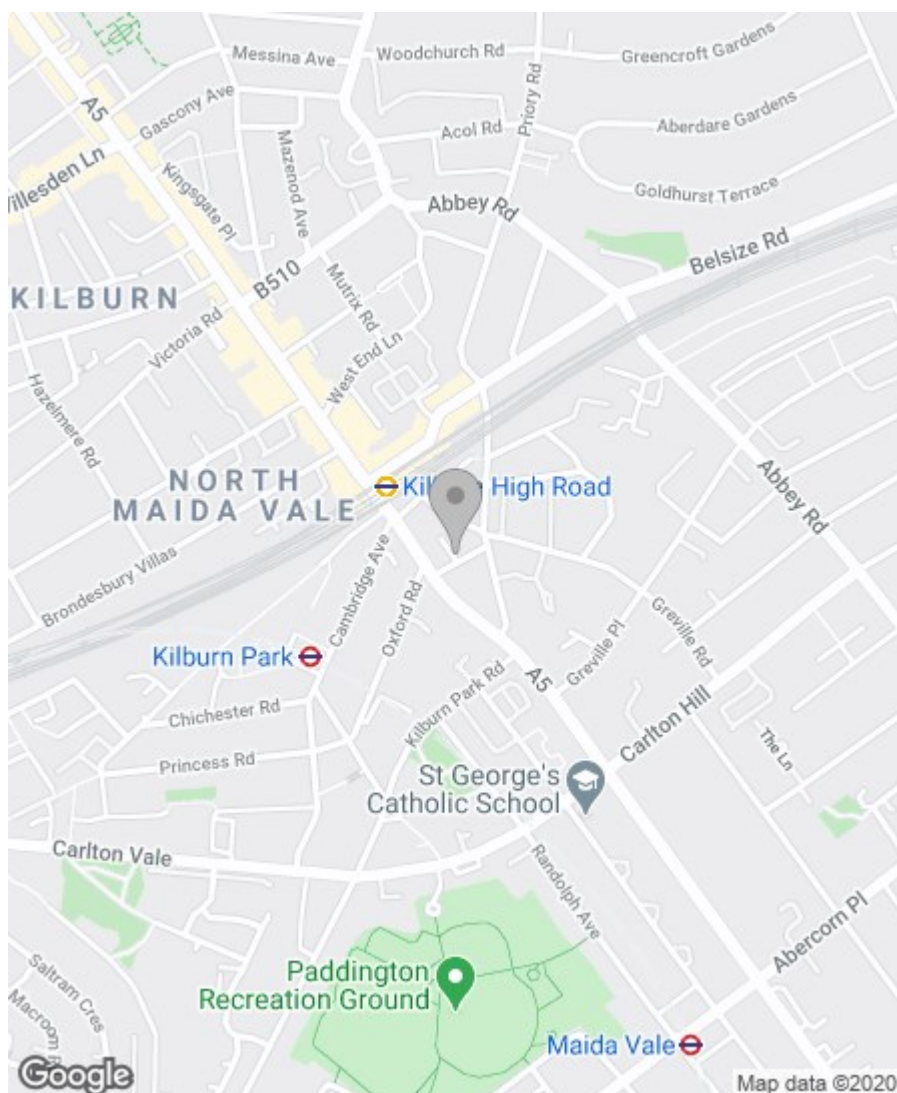 Messina Ave
Woodchurch Rd
Greencroft Gardens
A5
Gascony Ave
Priory Rd
Acol Rd
Aberdare Gardens
Mazenod Ave
Willesden Ln
Kingsgate Pl
Goldhurst Terrace
Abbey Rd
Belsize Rd
B510
KILBURN
Mutrix Rd
Victoria Rd
West End Ln
Hazelmere Rd
NORTH
MAIDA VALE
High Road
Abbey Rd
Brondesbury Villas
Cambridge Ave
Oxford Rd
Greville Pl
Greville Rd
Kilburn Park
A5
Kilburn Park Rd
Chichester Rd
Carlton Hill
The Ln
Princess Rd
St George's
Catholic School
Carlton Vale
Randolph Ave
Abercorn Pl
Saltram Cres
Paddington
Recreation Ground
Macroom
Maida Vale
Google
Map data ©2020